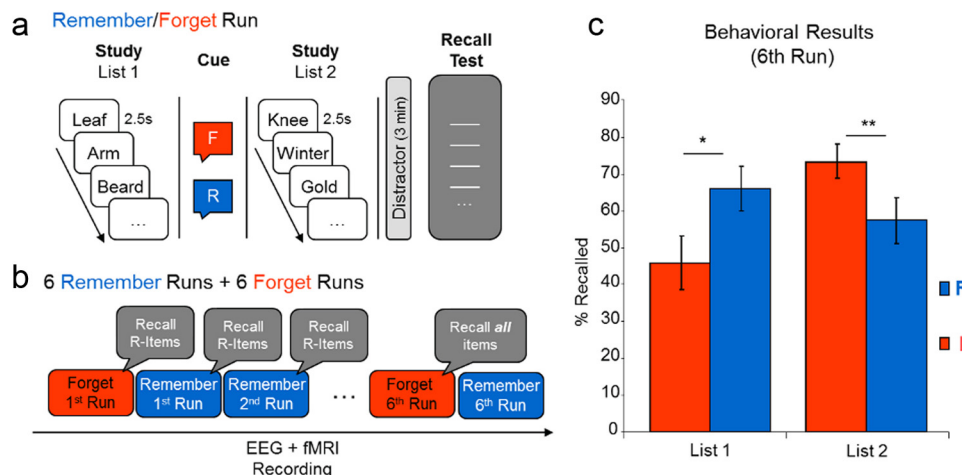 a
Remember/Forget Run
Study
List 1
Cue
Study
List 2
Recall
Test
Leaf
2.5s
Arm
Beard
...
F
R
Knee
2.5s
Winter
Gold
...
Distractor (3 min)
...
b
6 Remember Runs + 6 Forget Runs
Recall
R-Items
Recall
R-Items
Recall
R-Items
Recall all
items
Forget
1st Run
Remember
1st Run
Remember
2nd Run
...
Forget
6th Run
Remember
6th Run
EEG + fMRI
Recording
c
Behavioral Results
(6th Run)
% Recalled
90
80
70
60
50
40
30
20
10
0
*
**
List 1
List 2